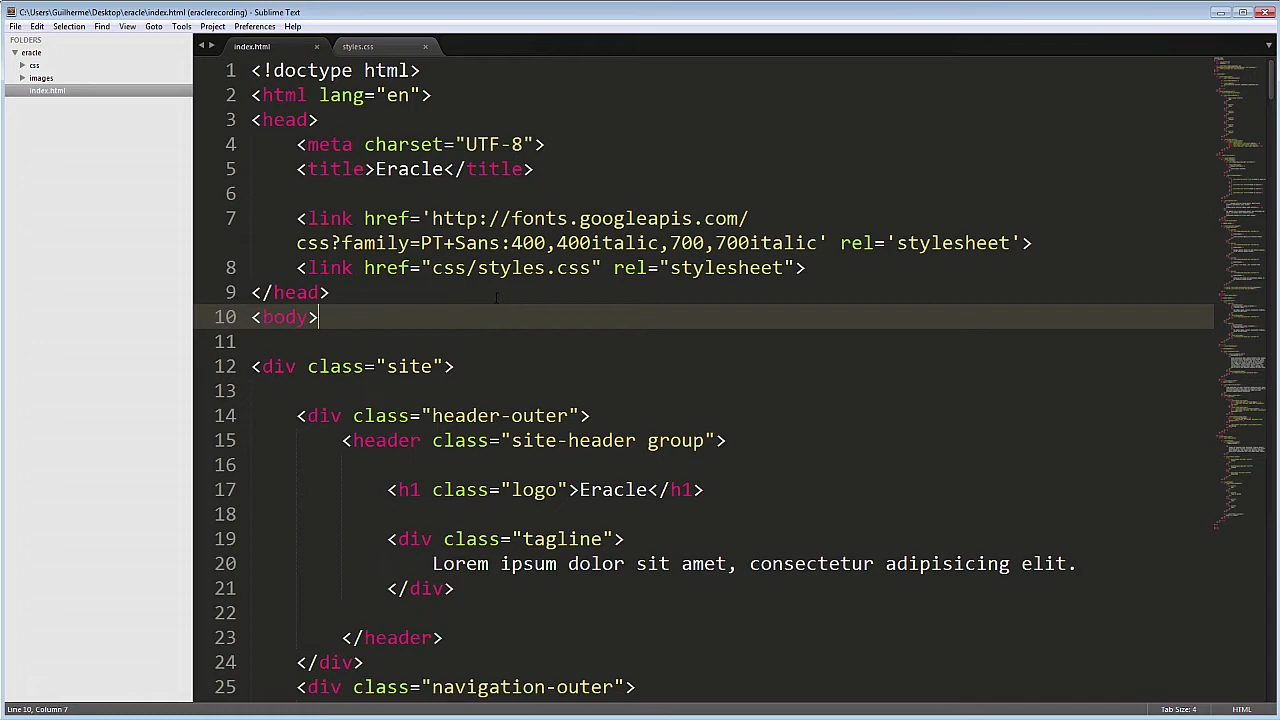 C:\Users\Guilherme\Desktop\eracle\index.html (eraclerecording) - Sublime Text
File Edit Selection Find View Goto Tools Project Preferences Help
FOLDERS
eracle
css
images
index.html
index.html styles.css
1 <!doctype html>
2 <html lang="en">
3 <head>
4 <meta charset="UTF-8">
5 <title>Eracle</title>
6
7 <link href='http://fonts.googleapis.com/
css?family=PT+Sans:400,400italic,700,700italic' rel='stylesheet'>
8 <link href="css/styles.css" rel="stylesheet">
9 </head>
10 <body>
11
12 <div class="site">
13
14 <div class="header-outer">
15 <header class="site-header group">
16
17 <h1 class="logo">Eracle</h1>
18
19 <div class="tagline">
20 Lorem ipsum dolor sit amet, consectetur adipisicing elit.
21 </div>
22
23 </header>
24 </div>
25 <div class="navigation-outer">
Line 10, Column 7
Tab Size: 4 HTML